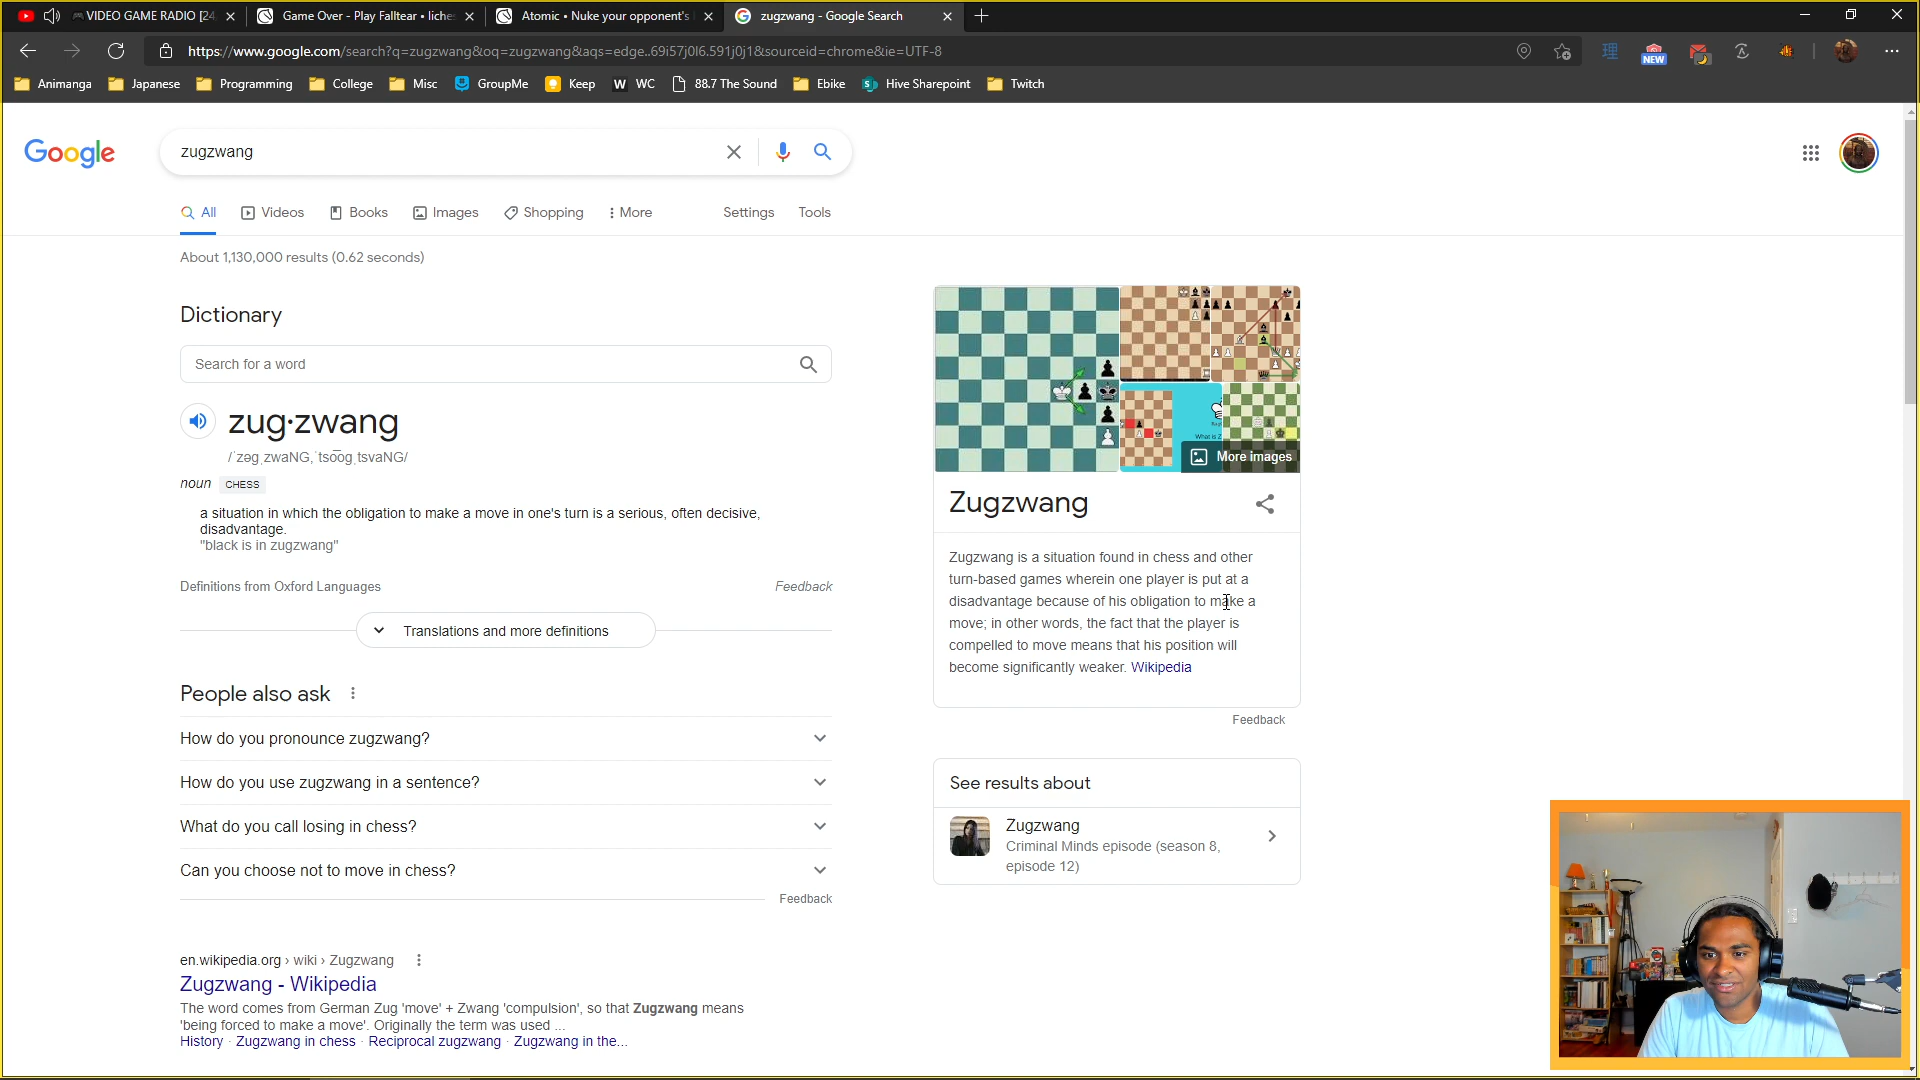 VIDEO GAME RADIO [24
Game Over - Play Falltear • liches
Atomic • Nuke your opponent's
zugzwang - Google Search
https://www.google.com/search?q=zugzwang&oq=zugzwang&aqs=edge..69i57j0l6.591j0j1&sourceid=chrome&ie=UTF-8
NEW
Animanga
Japanese
Programming
College
Misc
GroupMe
Keep
W WC
88.7 The Sound
Ebike
Hive Sharepoint
Twitch
Google
zugzwang
All
Videos
Books
Images
Shopping
More
Settings
Tools
About 1,130,000 results (0.62 seconds)
Dictionary
Search for a word
zug·zwang
/ˈzəɡˌzwaNG,ˈtso͞oɡˌtsvaNG/
noun CHESS
a situation in which the obligation to make a move in one's turn is a serious, often decisive,
disadvantage.
"black is in zugzwang"
Definitions from Oxford Languages
Feedback
Translations and more definitions
People also ask
How do you pronounce zugzwang?
How do you use zugzwang in a sentence?
What do you call losing in chess?
Can you choose not to move in chess?
Feedback
en.wikipedia.org › wiki › Zugzwang
Zugzwang - Wikipedia
The word comes from German Zug 'move' + Zwang 'compulsion', so that Zugzwang means
'being forced to make a move'. Originally the term was used ...
History · Zugzwang in chess · Reciprocal zugzwang · Zugzwang in the...
What is Z
More images
Zugzwang
Zugzwang is a situation found in chess and other
turn-based games wherein one player is put at a
disadvantage because of his obligation to make a
move; in other words, the fact that the player is
compelled to move means that his position will
become significantly weaker. Wikipedia
Feedback
See results about
Zugzwang
Criminal Minds episode (season 8,
episode 12)